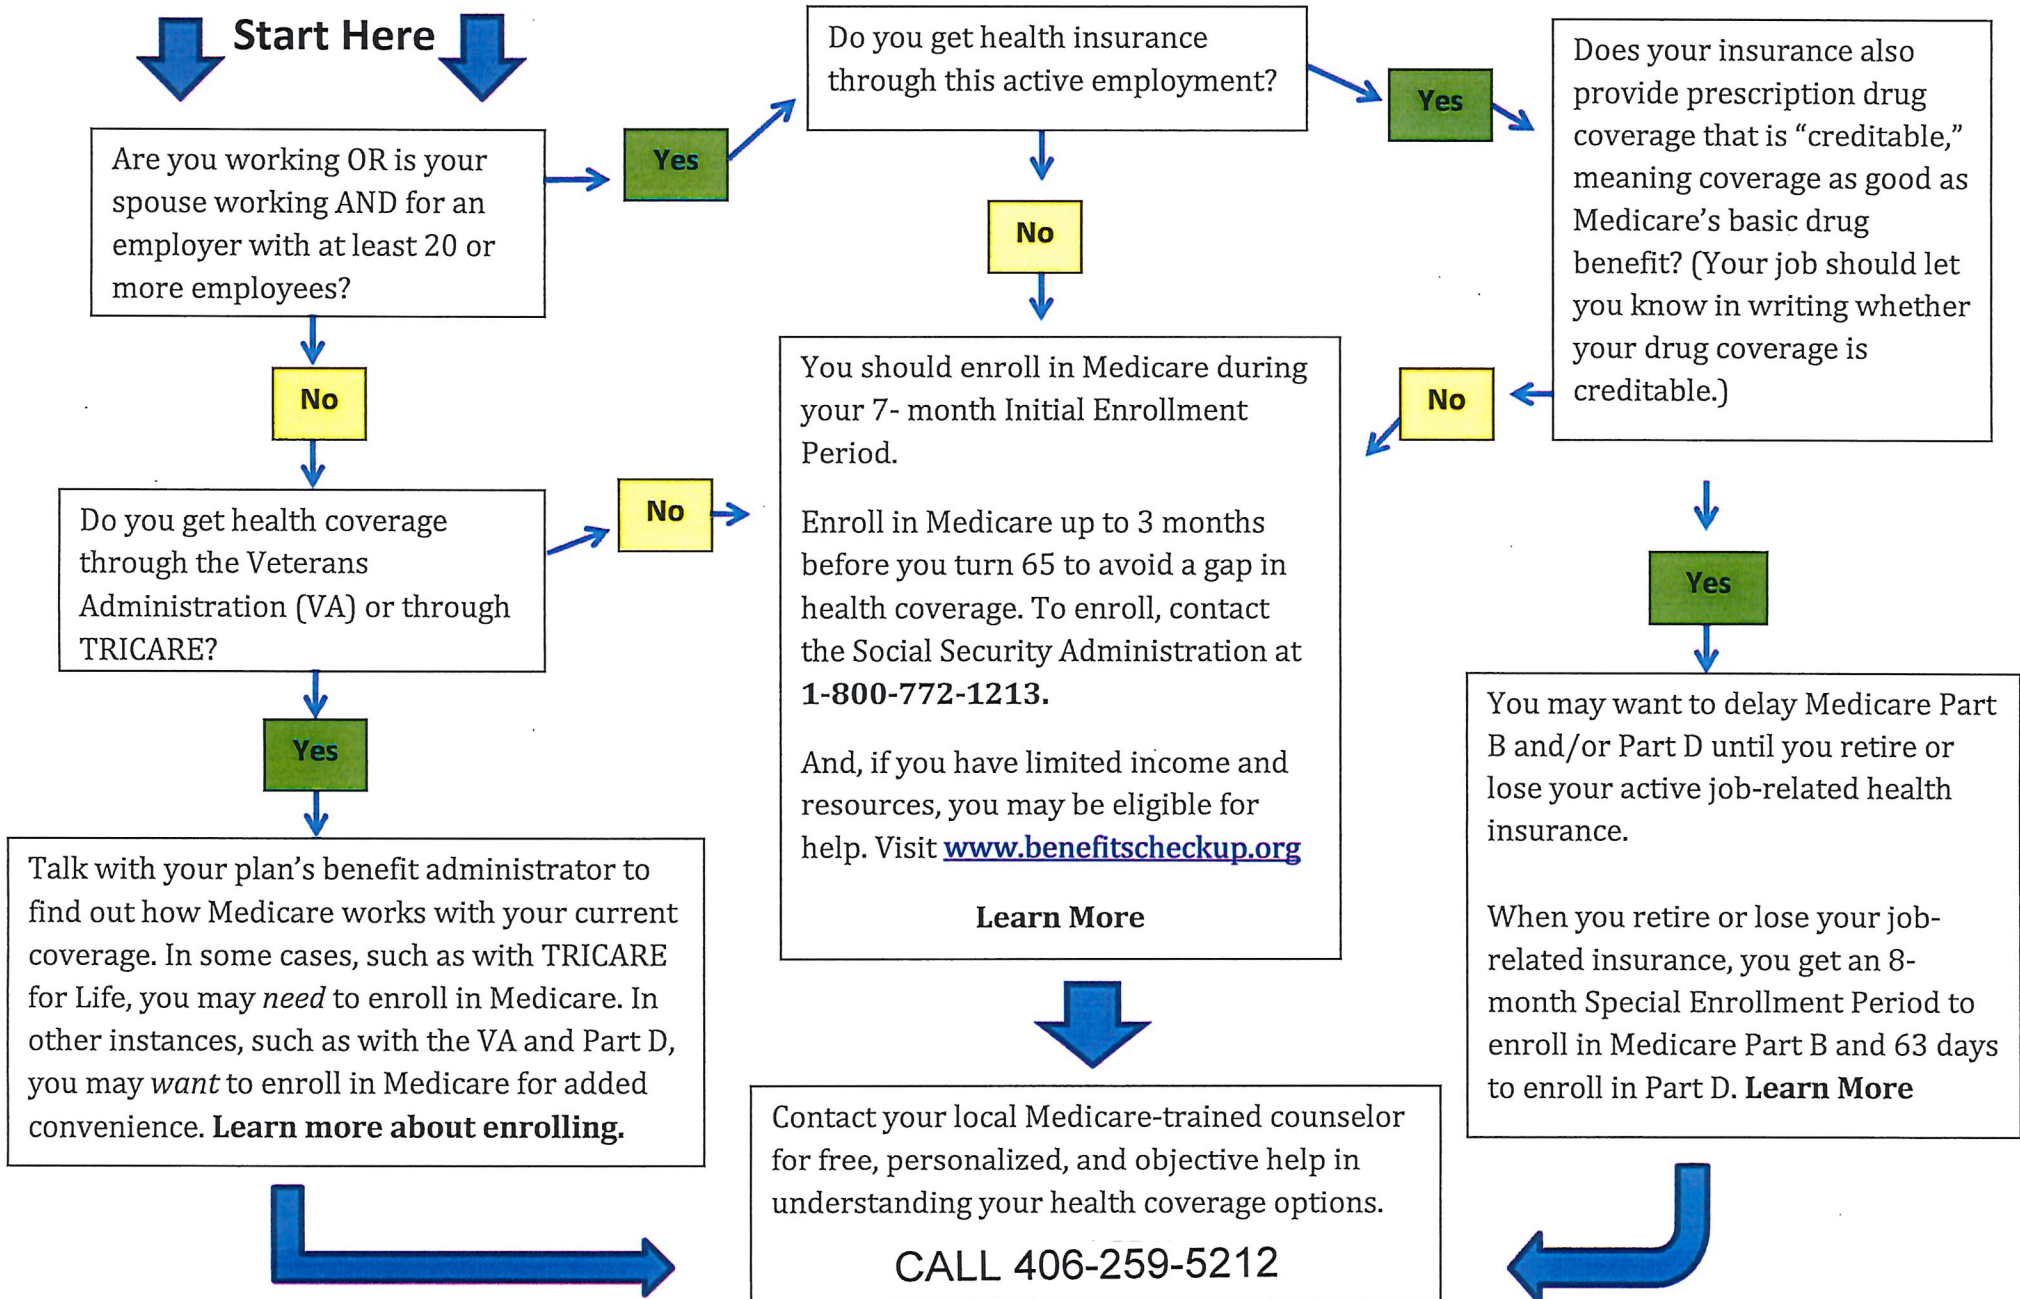 Start Here
Are you working OR is your
spouse working AND for an
employer with at least 20 or
more employees?
Yes
No
Do you get health insurance
through this active employment?
Yes
No
Does your insurance also
provide prescription drug
coverage that is “creditable,”
meaning coverage as good as
Medicare’s basic drug
benefit? (Your job should let
you know in writing whether
your drug coverage is
creditable.)
No
Yes
Do you get health coverage
through the Veterans
Administration (VA) or through
TRICARE?
No
Yes
You should enroll in Medicare during
your 7- month Initial Enrollment
Period.
Enroll in Medicare up to 3 months
before you turn 65 to avoid a gap in
health coverage. To enroll, contact
the Social Security Administration at
1-800-772-1213.
And, if you have limited income and
resources, you may be eligible for
help. Visit www.benefitscheckup.org
Learn More
You may want to delay Medicare Part
B and/or Part D until you retire or
lose your active job-related health
insurance.
When you retire or lose your job-
related insurance, you get an 8-
month Special Enrollment Period to
enroll in Medicare Part B and 63 days
to enroll in Part D. Learn More
Talk with your plan’s benefit administrator to
find out how Medicare works with your current
coverage. In some cases, such as with TRICARE
for Life, you may need to enroll in Medicare. In
other instances, such as with the VA and Part D,
you may want to enroll in Medicare for added
convenience. Learn more about enrolling.
Contact your local Medicare-trained counselor
for free, personalized, and objective help in
understanding your health coverage options.
CALL 406-259-5212